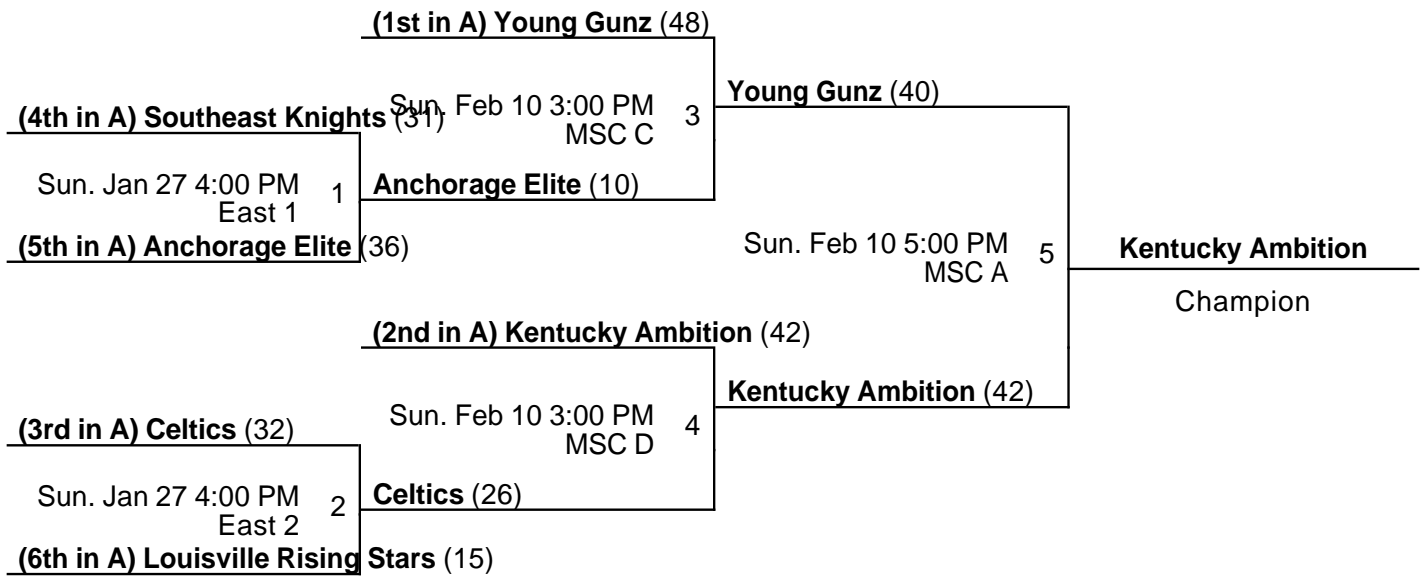 (1st in A) Young Gunz (48)
Sun. Feb 10 3:00 PM
MSC C
3
Young Gunz (40)
(4th in A) Southeast Knights (31)
Sun. Jan 27 4:00 PM
East 1
1
Anchorage Elite (10)
(5th in A) Anchorage Elite (36)
Sun. Feb 10 5:00 PM
MSC A
5
Kentucky Ambition
Champion
(2nd in A) Kentucky Ambition (42)
Sun. Feb 10 3:00 PM
MSC D
4
Kentucky Ambition (42)
(3rd in A) Celtics (32)
Sun. Jan 27 4:00 PM
East 2
2
Celtics (26)
(6th in A) Louisville Rising Stars (15)